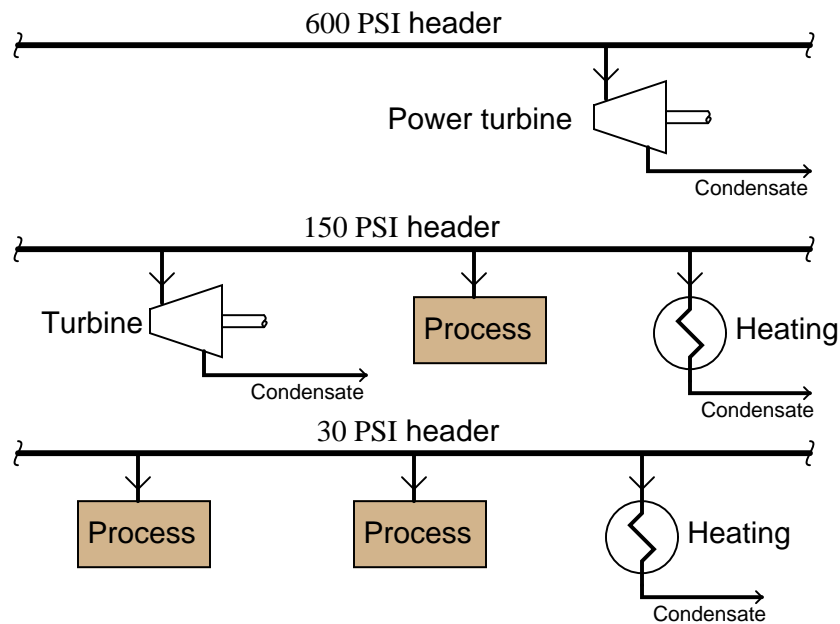 600 PSI header
Power turbine
Condensate
150 PSI header
Turbine
Process
Heating
Condensate
Condensate
30 PSI header
Process
Process
Heating
Condensate